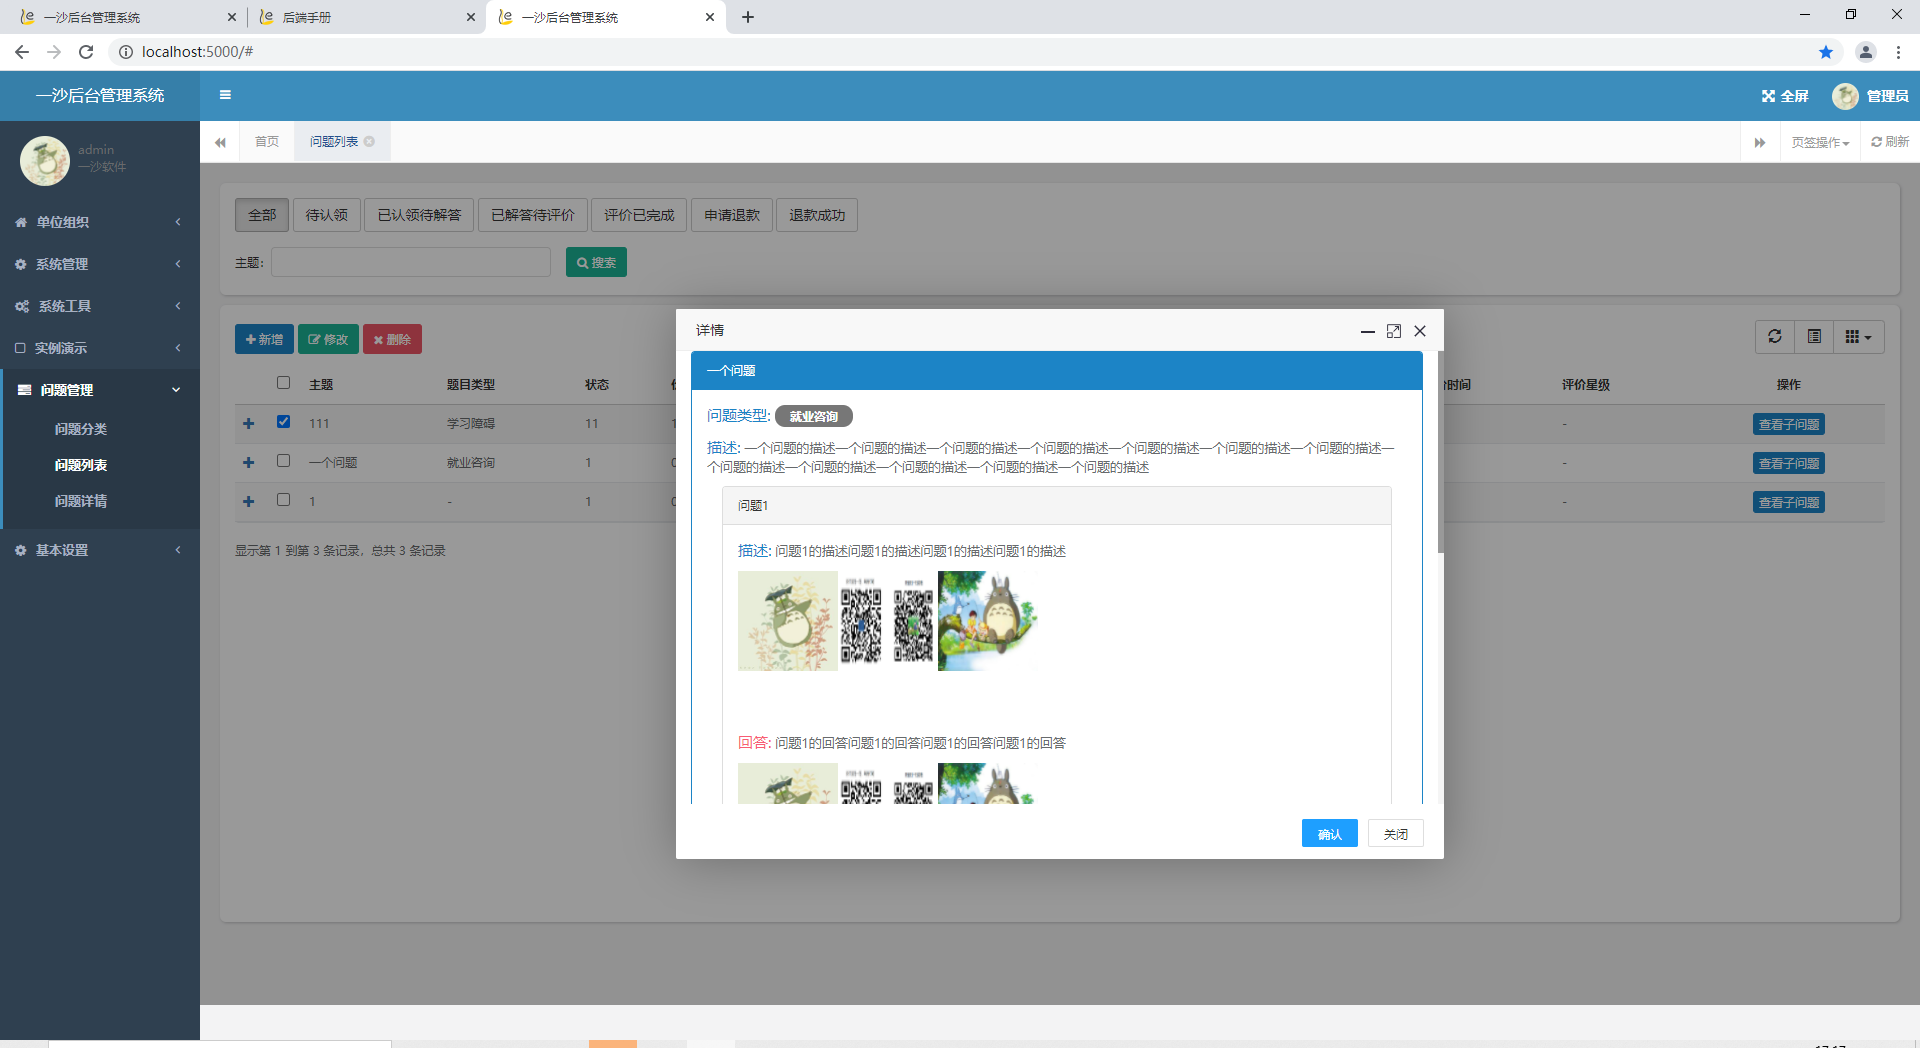 一沙后台管理系统
后端手册
一沙后台管理系统
localhost:5000/#
一沙后台管理系统
全屏
管理员
admin
一沙软件
首页
问题列表
页签操作
刷新
单位组织
系统管理
系统工具
实例演示
问题管理
问题分类
问题列表
问题详情
基本设置
全部
待认领
已认领待解答
已解答待评价
评价已完成
申请退款
退款成功
主题：
搜索
新增
修改
删除
主题
题目类型
状态
时间
评价星级
操作
111
学习障碍
11
1
-
查看子问题
一个问题
就业咨询
1
-
查看子问题
1
-
1
-
查看子问题
显示第 1 到第 3 条记录，总共 3 条记录
详情
一个问题
问题类型:
就业咨询
描述: 一个问题的描述一个问题的描述一个问题的描述一个问题的描述一个问题的描述一个问题的描述一个问题的描述一
个问题的描述一个问题的描述一个问题的描述一个问题的描述一个问题的描述
问题1
描述: 问题1的描述问题1的描述问题1的描述问题1的描述
回答: 问题1的回答问题1的回答问题1的回答问题1的回答
确认
关闭